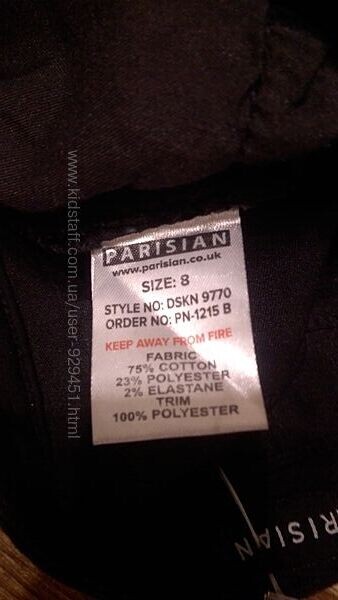 PARISIAN
www.parisian.co.uk
SIZE: 8
STYLE NO: DSKN 9770
ORDER NO: PN-1215 B
KEEP AWAY FROM FIRE
FABRIC
75% COTTON
23% POLYESTER
2% ELASTANE
TRIM
100% POLYESTER
ARISIAN
www.kidstaff.com.ua/user-929451.html